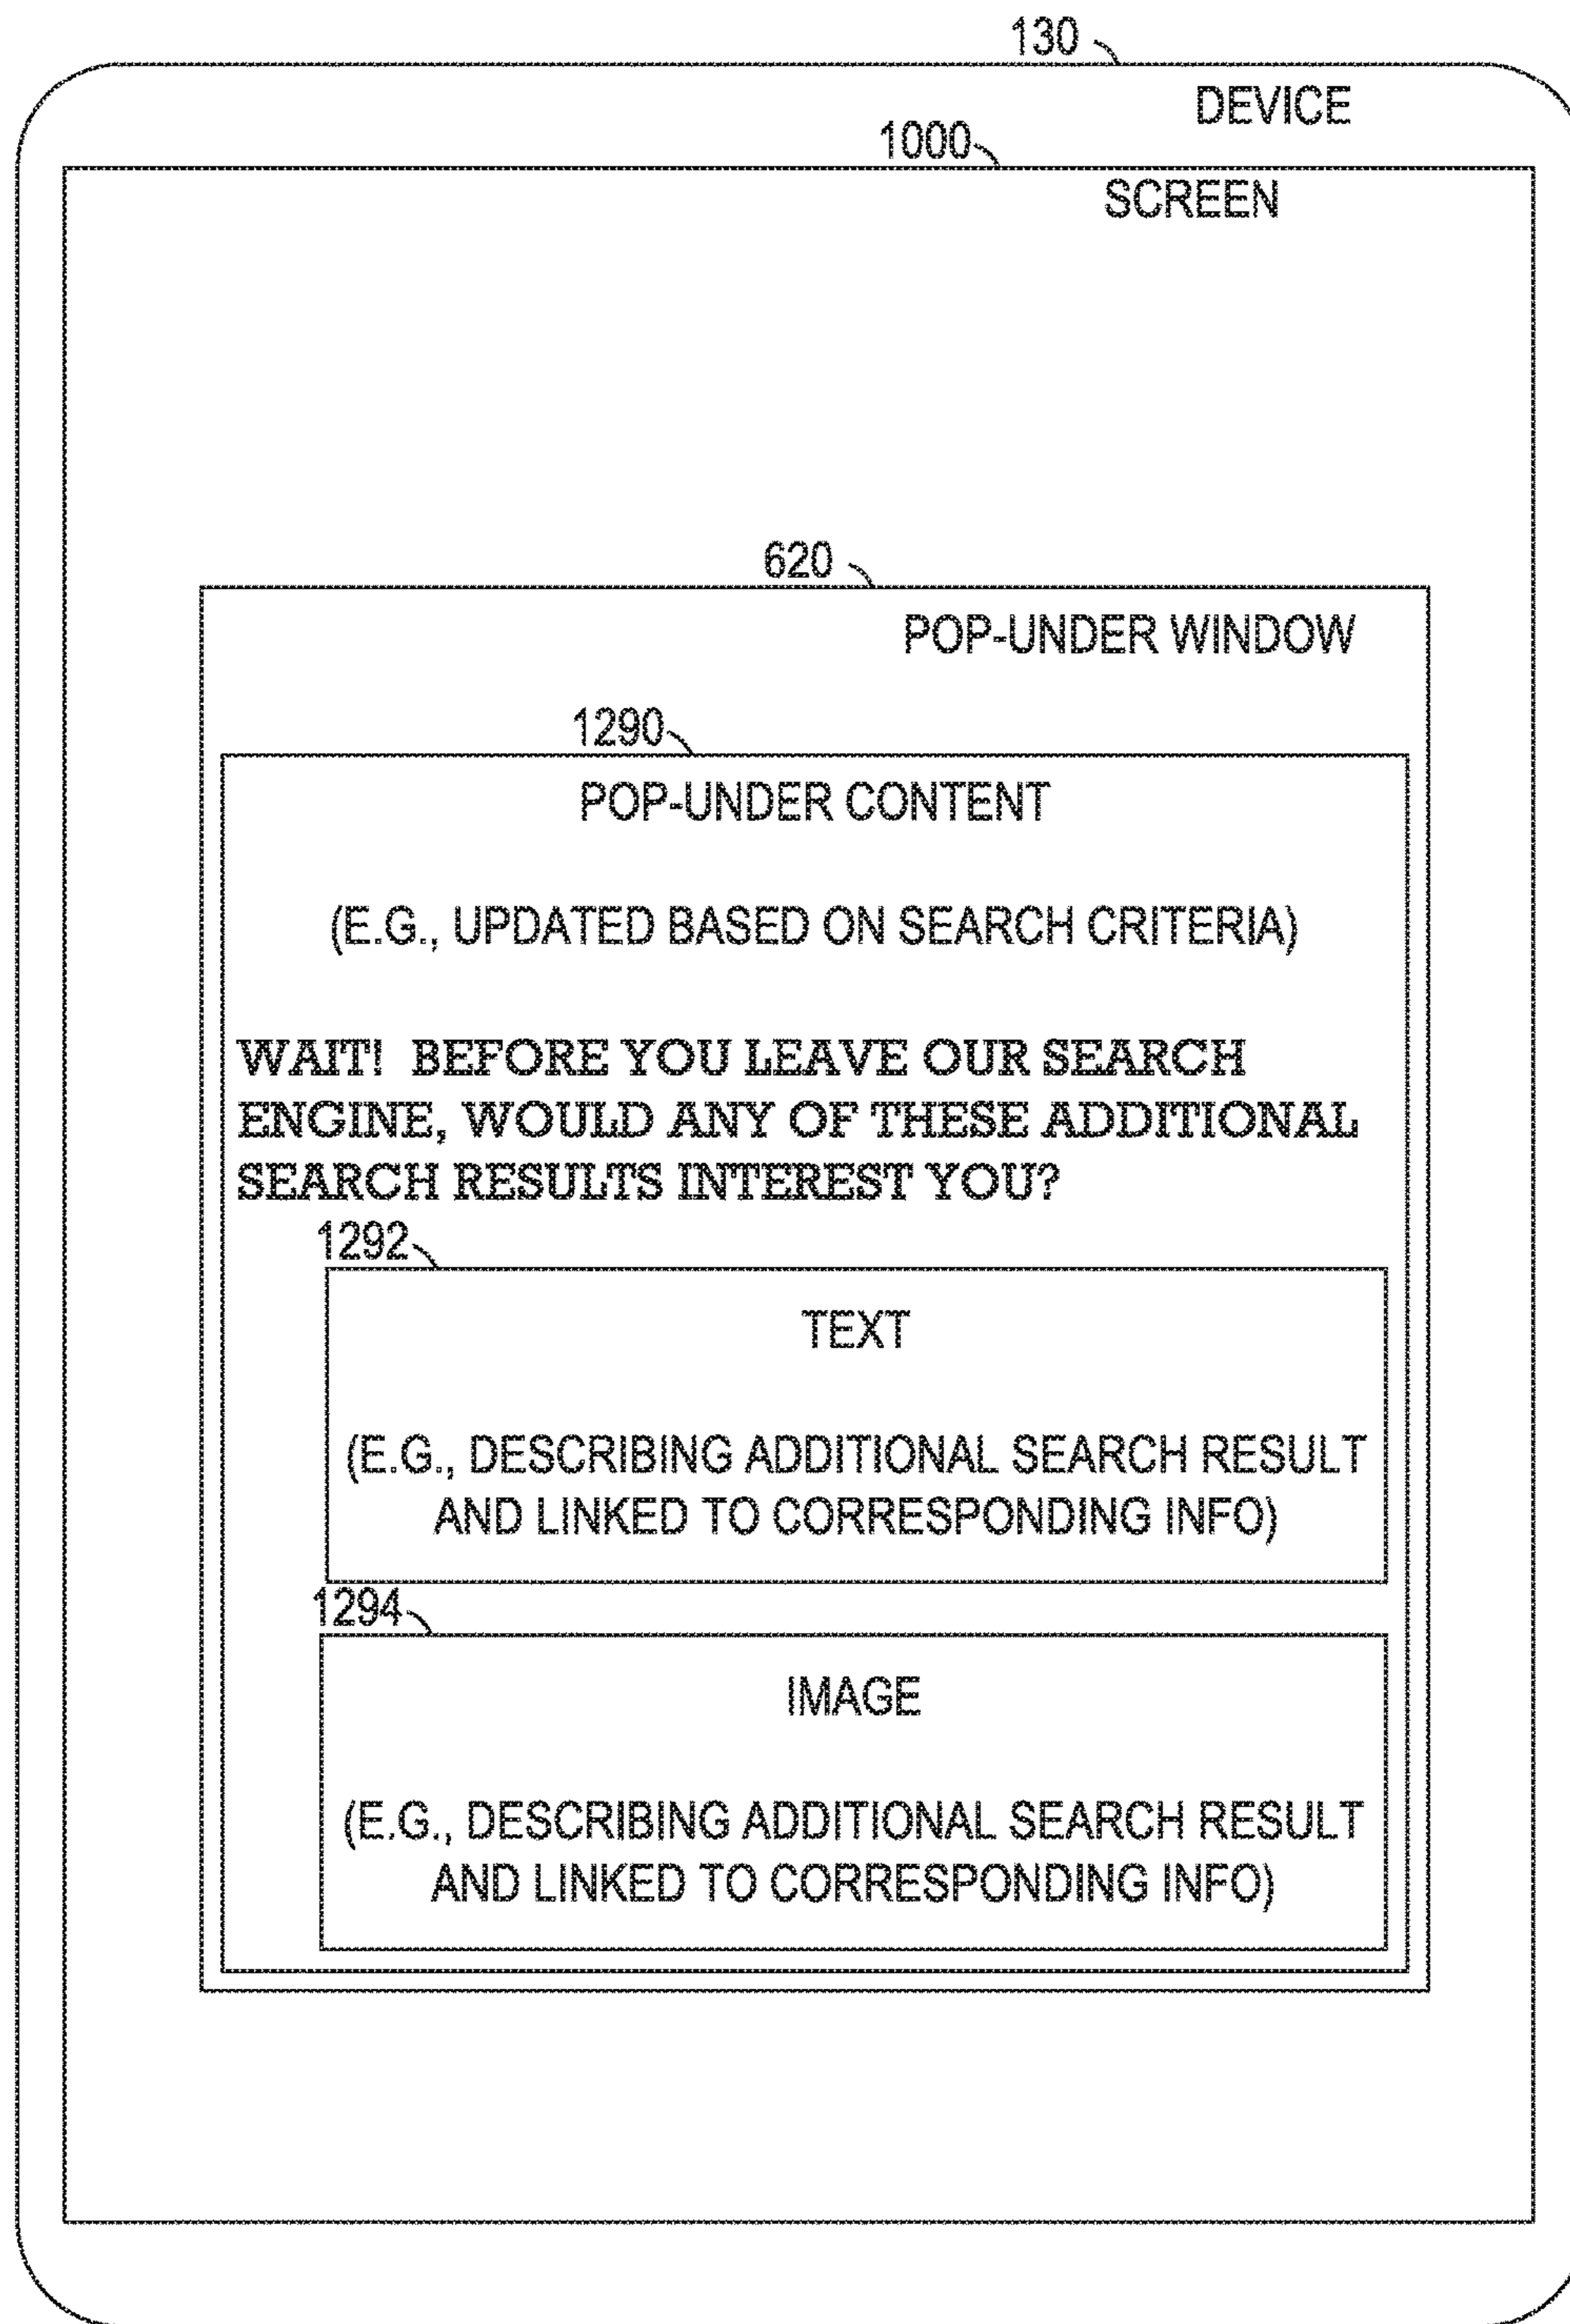 130
DEVICE
1000
SCREEN
620
POP-UNDER WINDOW
1290
POP-UNDER CONTENT
(E.G., UPDATED BASED ON SEARCH CRITERIA)
WAIT! BEFORE YOU LEAVE OUR SEARCH
ENGINE, WOULD ANY OF THESE ADDITIONAL
SEARCH RESULTS INTEREST YOU?
1292
TEXT
(E.G., DESCRIBING ADDITIONAL SEARCH RESULT
AND LINKED TO CORRESPONDING INFO)
1294
IMAGE
(E.G., DESCRIBING ADDITIONAL SEARCH RESULT
AND LINKED TO CORRESPONDING INFO)